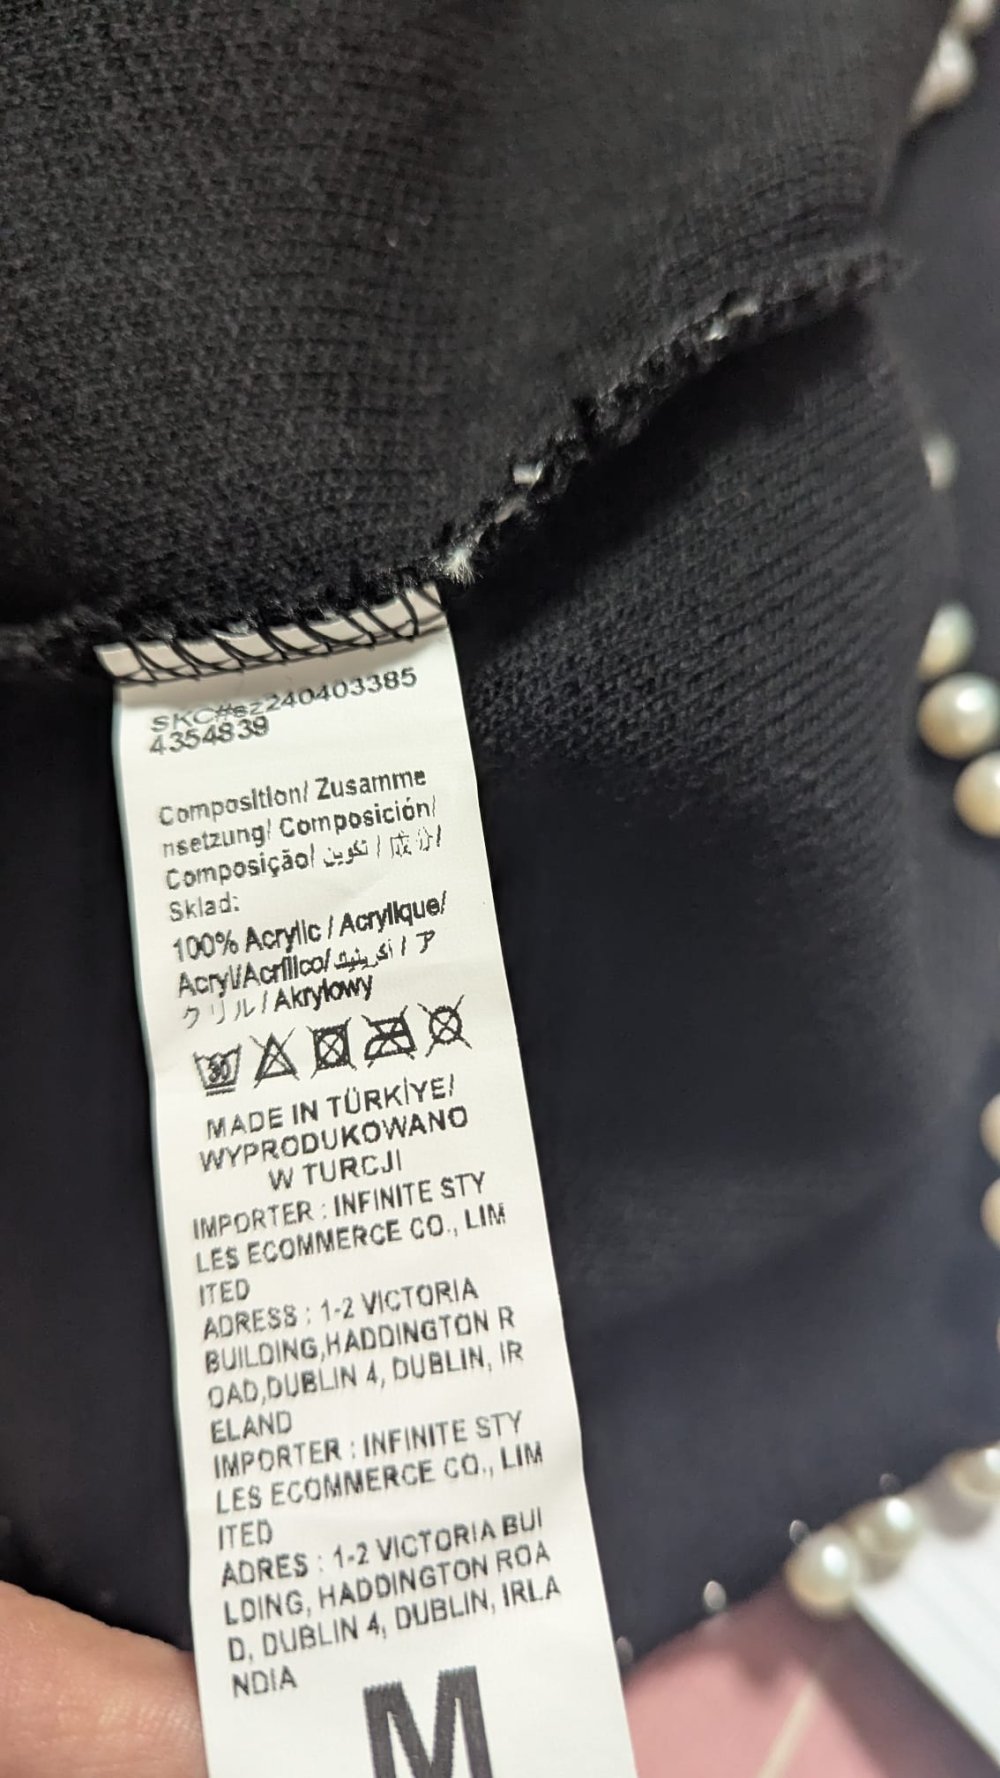 SKC#sz240403385
4354839
Composition/ Zusamme
nsetzung/ Composición/
Composição/ تكوين / 成分/
Sklad:
100% Acrylic / Acrylique/
Acryl/Acrílico/ أكريليك / ア
クリル / Akrylowy
30
MADE IN TÜRKİYE/
WYPRODUKOWANO
W TURCJI
IMPORTER : INFINITE STY
LES ECOMMERCE CO., LIM
ITED
ADRESS : 1-2 VICTORIA
BUILDING,HADDINGTON R
OAD,DUBLIN 4, DUBLIN, IR
ELAND
IMPORTER : INFINITE STY
LES ECOMMERCE CO., LIM
ITED
ADRES : 1-2 VICTORIA BUI
LDING, HADDINGTON ROA
D, DUBLIN 4, DUBLIN, IRLA
NDIA
M